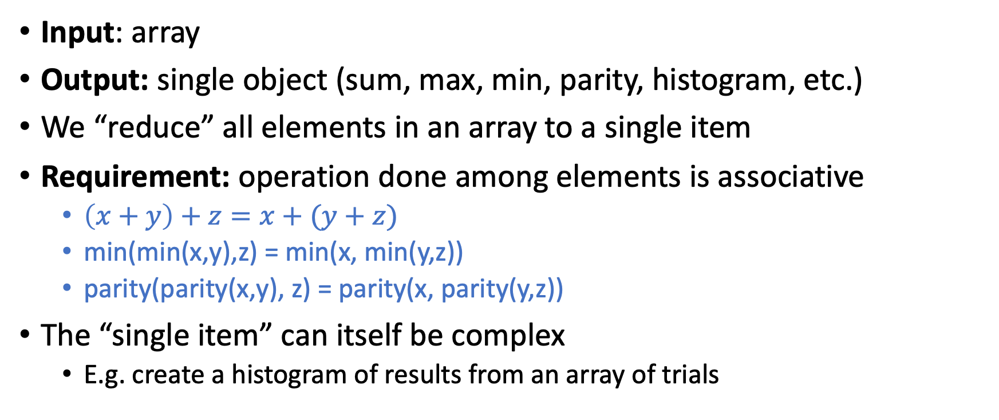 • Input: array
• Output: single object (sum, max, min, parity, histogram, etc.)
• We “reduce” all elements in an array to a single item
• Requirement: operation done among elements is associative
• (x + y) + z = x + (y + z)
• min(min(x,y),z) = min(x, min(y,z))
• parity(parity(x,y), z) = parity(x, parity(y,z))
• The “single item” can itself be complex
• E.g. create a histogram of results from an array of trials